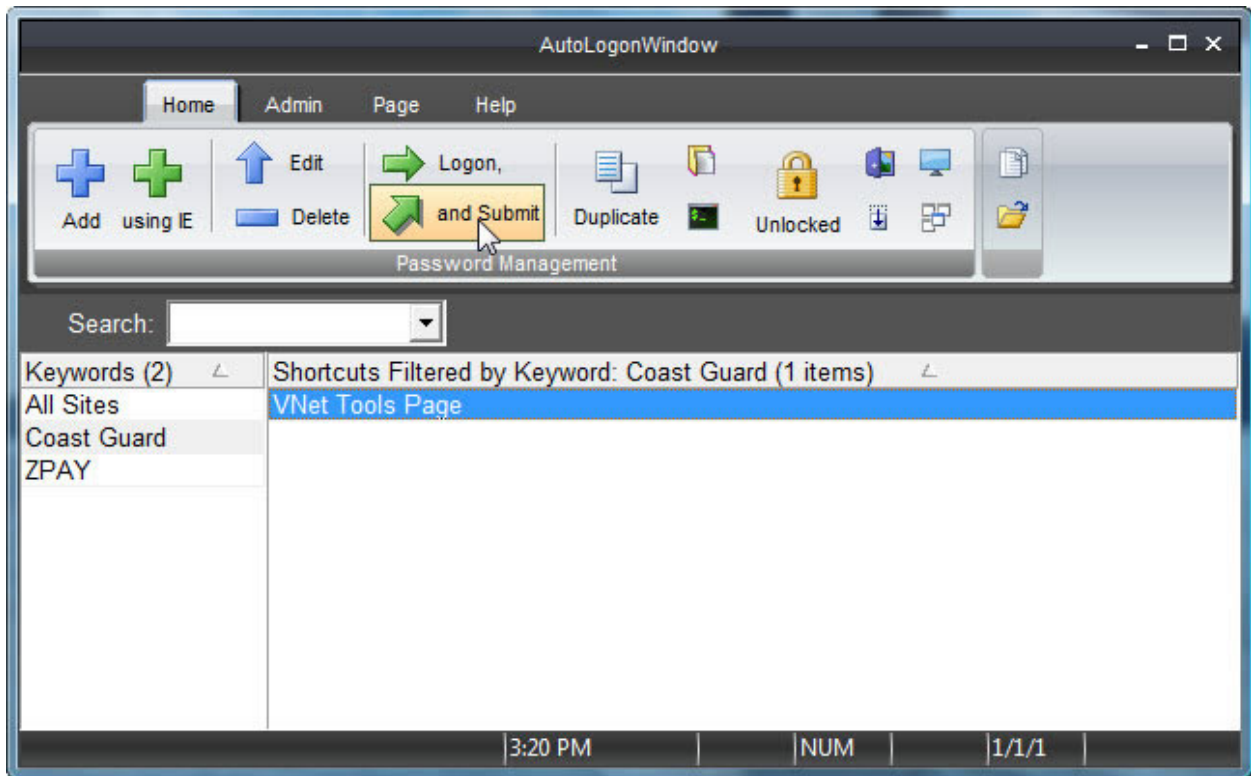 AutoLogonWindow
Home Admin Page Help
Add using IE Edit Delete Logon, and Submit Duplicate Unlocked
Password Management
Search:
Keywords (2) Shortcuts Filtered by Keyword: Coast Guard (1 items)
All Sites VNet Tools Page
Coast Guard
ZPAY
3:20 PM NUM 1/1/1